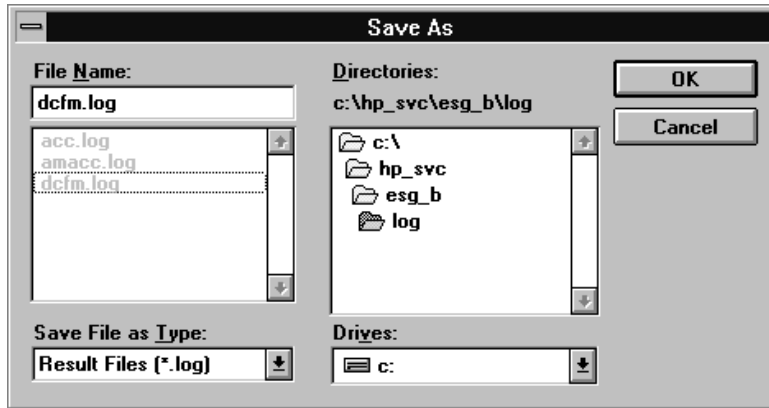 Save As
File Name:
dcfm.log
acc.log
amacc.log
dcfm.log
Save File as Type:
Result Files (*.log)
Directories:
c:\hp_svc\esg_b\log
c:\
hp_svc
esg_b
log
Drives:
c:
OK
Cancel